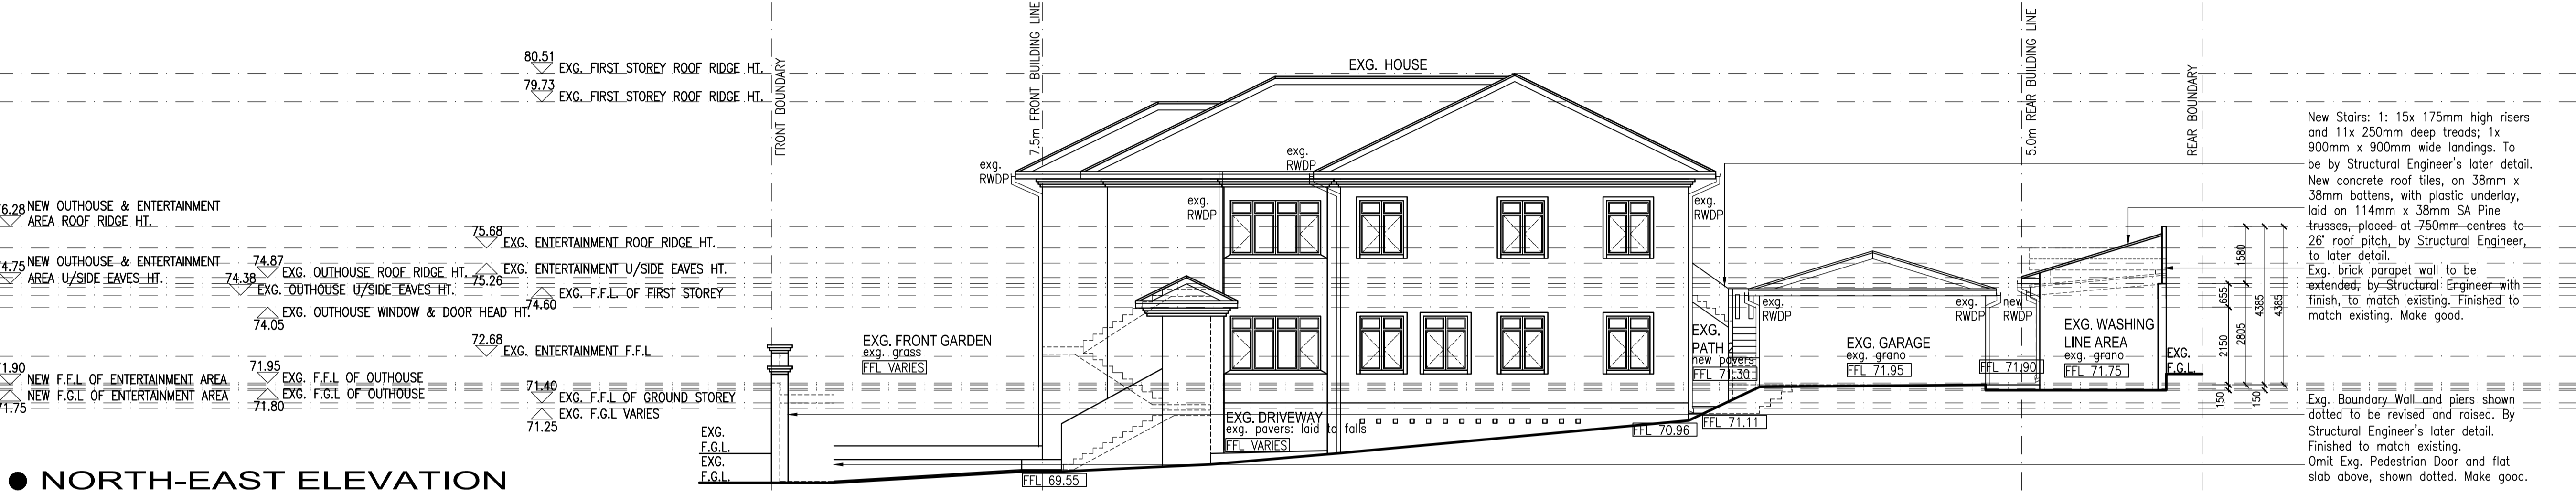 80.51
EXG. FIRST STOREY ROOF RIDGE HT.
79.73
EXG. FIRST STOREY ROOF RIDGE HT.
FRONT BOUNDARY
7.5m FRONT BUILDING LINE
EXG. HOUSE
5.0m REAR BUILDING LINE
REAR BOUNDARY
6.28 NEW OUTHOUSE & ENTERTAINMENT
AREA ROOF RIDGE HT.
4.75 NEW OUTHOUSE & ENTERTAINMENT
AREA U/SIDE EAVES HT.
75.68
EXG. ENTERTAINMENT ROOF RIDGE HT.
74.87
EXG. OUTHOUSE ROOF RIDGE HT.
EXG. ENTERTAINMENT U/SIDE EAVES HT.
75.26
74.38
EXG. OUTHOUSE U/SIDE EAVES HT.
EXG. F.F.L. OF FIRST STOREY
74.60
EXG. OUTHOUSE WINDOW & DOOR HEAD HT.
74.05
72.68
EXG. ENTERTAINMENT F.F.L
71.90
NEW F.F.L OF ENTERTAINMENT AREA
NEW F.G.L OF ENTERTAINMENT AREA
71.75
71.95
EXG. F.F.L OF OUTHOUSE
EXG. F.G.L OF OUTHOUSE
71.80
71.40
EXG. F.F.L OF GROUND STOREY
EXG. F.G.L VARIES
71.25
exg.
RWDP
exg.
RWDP
exg.
RWDP
exg.
RWDP
EXG. FRONT GARDEN
exg. grass
FFL VARIES
EXG.
F.G.L.
EXG.
F.G.L.
FFL 69.55
EXG. DRIVEWAY
exg. pavers: laid to falls
FFL VARIES
FFL 70.96
FFL 71.11
EXG.
PATH 2
new pavers
FFL 71.30
exg.
RWDP
EXG. GARAGE
exg. grano
FFL 71.95
exg.
RWDP
new
RWDP
FFL 71.90
EXG. WASHING
LINE AREA
exg. grano
FFL 71.75
EXG.
F.G.L.
150
2150
655
2805
1580
150
4385
4385
New Stairs: 1: 15x 175mm high risers
and 11x 250mm deep treads; 1x
900mm x 900mm wide landings. To
be by Structural Engineer's later detail.
New concrete roof tiles, on 38mm x
38mm battens, with plastic underlay,
laid on 114mm x 38mm SA Pine
trusses, placed at 750mm centres to
26° roof pitch, by Structural Engineer,
to later detail.
Exg. brick parapet wall to be
extended, by Structural Engineer with
finish, to match existing. Finished to
match existing. Make good.
Exg. Boundary Wall and piers shown
dotted to be revised and raised. By
Structural Engineer's later detail.
Finished to match existing.
Omit Exg. Pedestrian Door and flat
slab above, shown dotted. Make good.
● NORTH-EAST ELEVATION